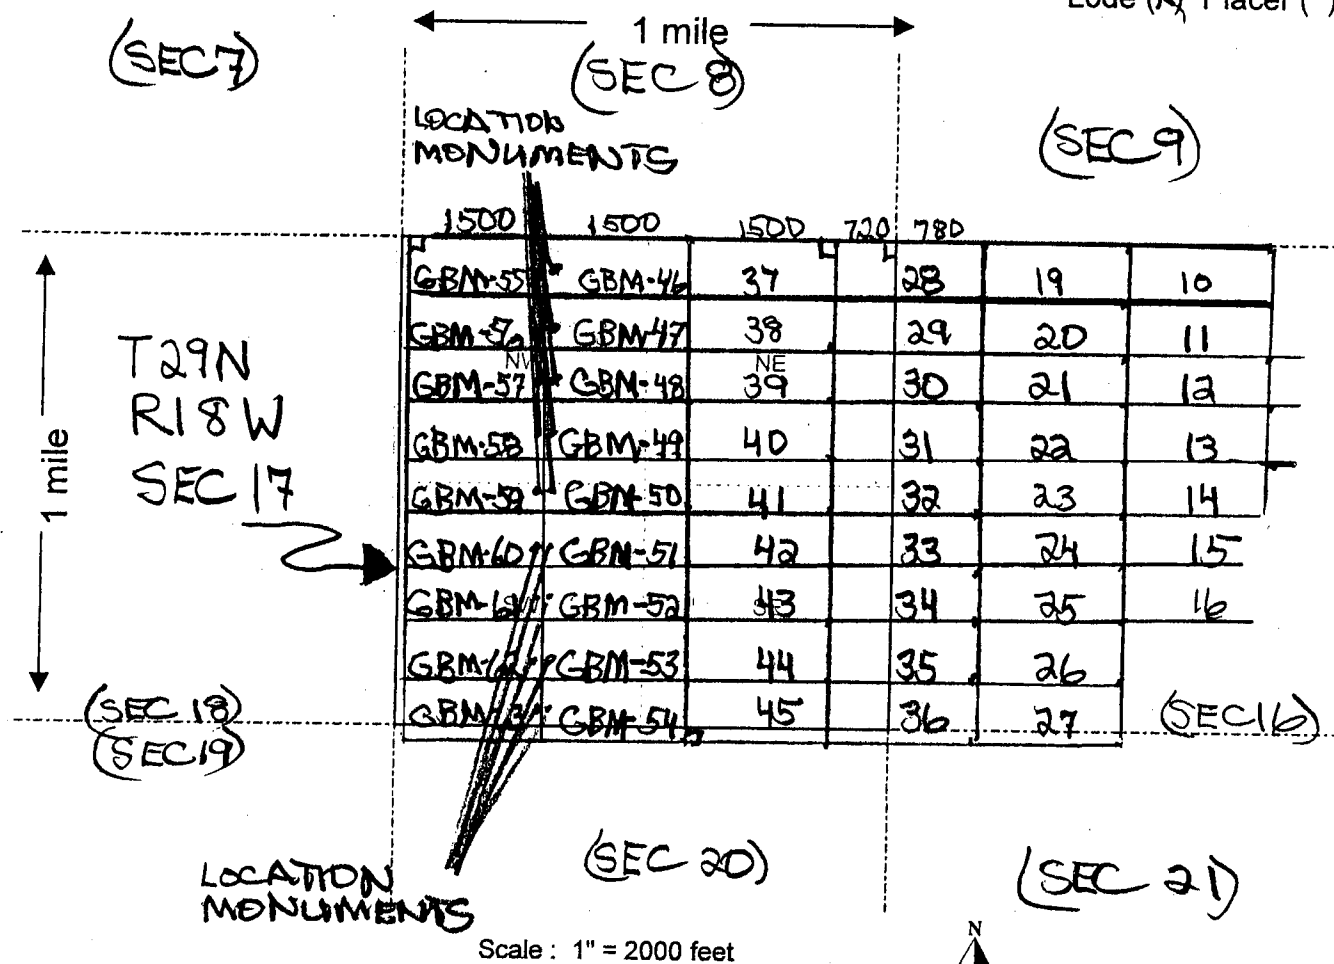 Lode (X) Placer ( )
1 mile
(SEC 7)
(SEC 8)
LOCATION
MONUMENTS
(SEC 9)
1500 1500 1500 720 780
GBM-55 GBM-46 37 28 19 10
GBM-56 GBM-47 38 29 20 11
NE
GBM-57 GBM-48 39 30 21 12
GBM-58 GBM-49 40 31 22 13
GBM-59 GBM-50 41 32 23 14
GBM-60 GBM-51 42 33 24 15
GBM-61 GBM-52 43 34 25 16
GBM-62 GBM-53 44 35 26
GBM- GBM-54 45 36 27
T29N
R18W
SEC 17
1 mile
(SEC 18)
(SEC 19)
(SEC 16)
(SEC 20)
(SEC 21)
LOCATION
MONUMENTS
Scale : 1" = 2000 feet
N